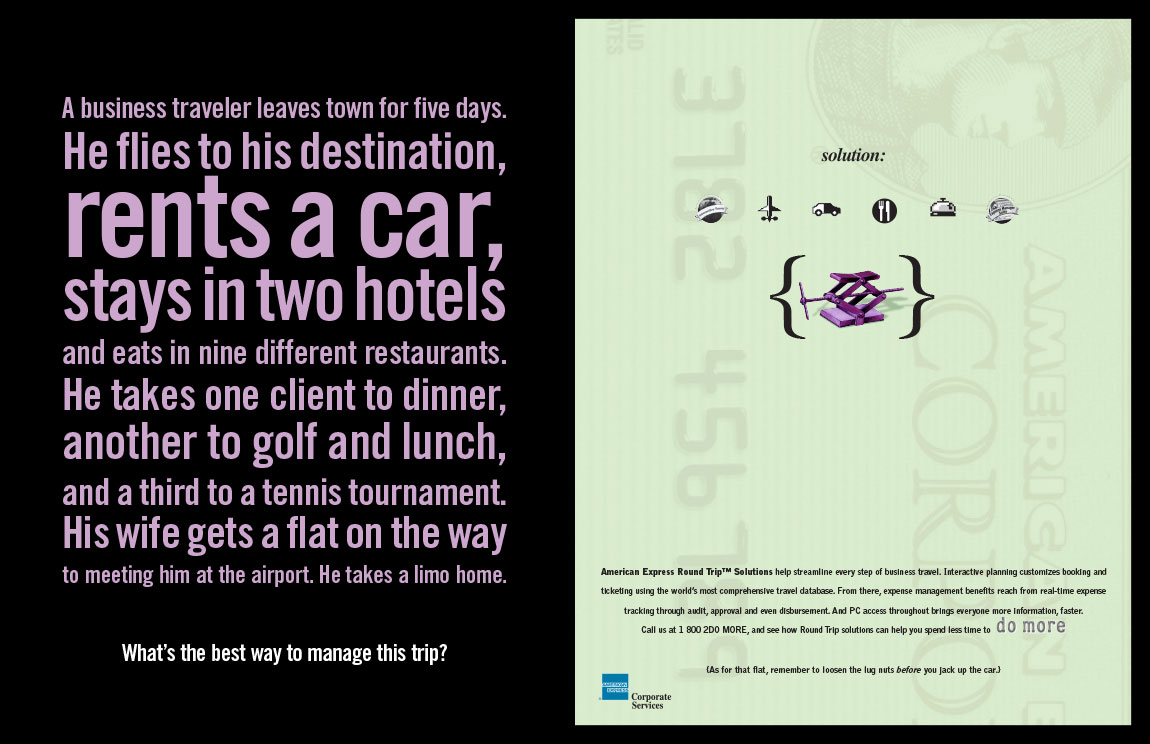 A business traveler leaves town for five days.
He flies to his destination,
rents a car,
stays in two hotels
and eats in nine different restaurants.
He takes one client to dinner,
another to golf and lunch,
and a third to a tennis tournament.
His wife gets a flat on the way
to meeting him at the airport. He takes a limo home.
What's the best way to manage this trip?
3782 456789
AMERICAN E
CORPO
solution:
{ }
American Express Round Trip™ Solutions help streamline every step of business travel. Interactive planning customizes booking and
ticketing using the world's most comprehensive travel database. From there, expense management benefits reach from real-time expense
tracking through audit, approval and even disbursement. And PC access throughout brings everyone more information, faster.
Call us at 1 800 2DO MORE, and see how Round Trip solutions can help you spend less time to do more
{As for that flat, remember to loosen the lug nuts before you jack up the car.}
AMERICAN
EXPRESS
®
Corporate
Services